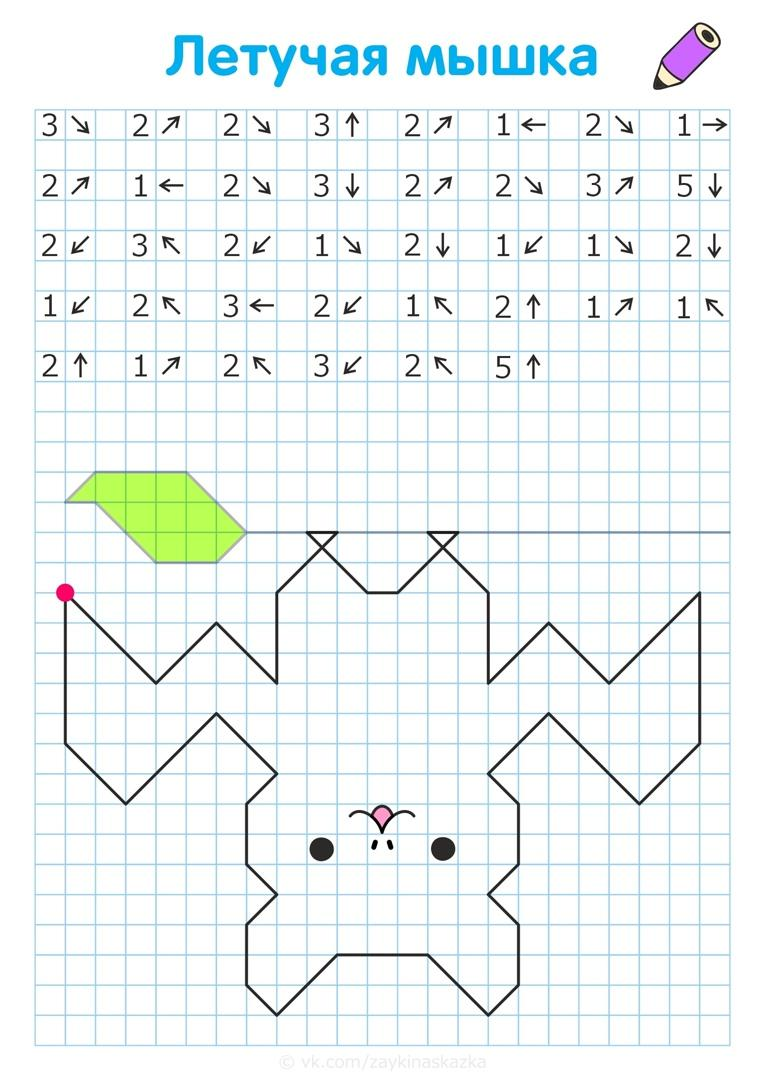 Летучая мышка
3 ↘ 2 ↗ 2 ↘ 3 ↑ 2 ↗ 1 ← 2 ↘ 1 →
2 ↗ 1 ← 2 ↘ 3 ↓ 2 ↗ 2 ↘ 3 ↗ 5 ↓
2 ↙ 3 ↖ 2 ↙ 1 ↘ 2 ↓ 1 ↙ 1 ↘ 2 ↓
1 ↙ 2 ↖ 3 ← 2 ↙ 1 ↖ 2 ↑ 1 ↗ 1 ↖
2 ↑ 1 ↗ 2 ↖ 3 ↙ 2 ↖ 5 ↑
© vk.com/zaykinaskazka